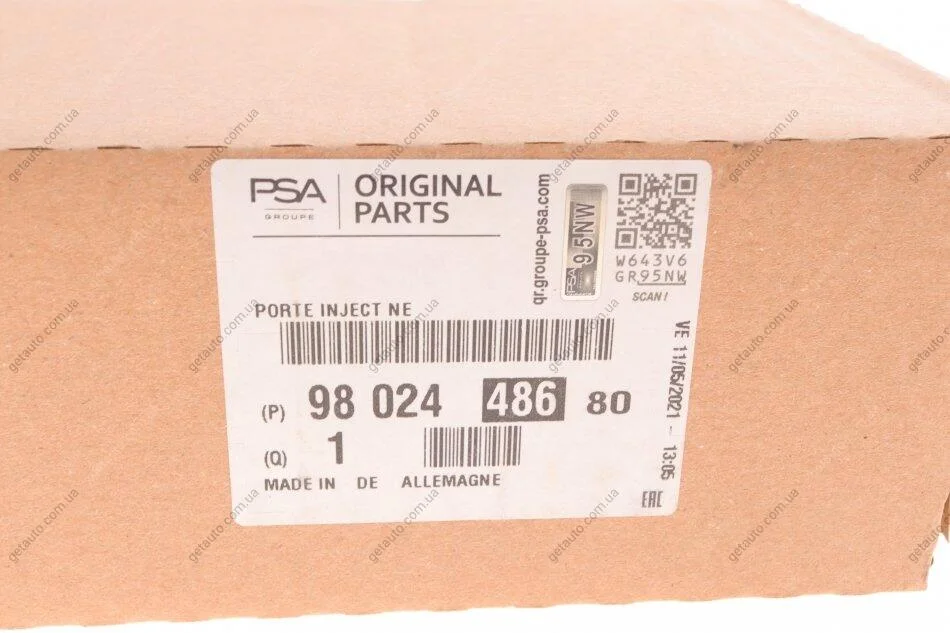 PSA
GROUPE
ORIGINAL
PARTS
qr.groupe-psa.com
PSA 95NW
W643V6
GR95NW
SCAN!
PORTE INJECT NE
(P) 98 024 486 80
(Q) 1
MADE IN DE ALLEMAGNE
VE 11/05/2021 - 13:05
EAC
getauto.com.ua